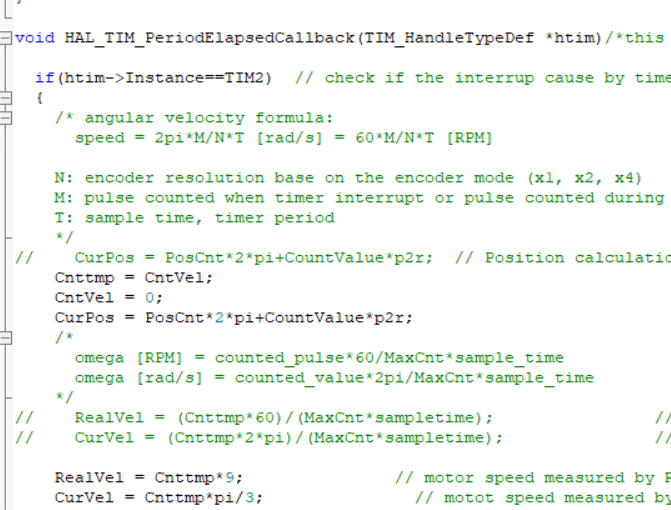 void HAL_TIM_PeriodElapsedCallback(TIM_HandleTypeDef *htim)/*this
if(htim->Instance==TIM2) // check if the interrup cause by time
{
/* angular velocity formula:
speed = 2pi*M/N*T [rad/s] = 60*M/N*T [RPM]
N: encoder resolution base on the encoder mode (x1, x2, x4)
M: pulse counted when timer interrupt or pulse counted during
T: sample time, timer period
*/
// CurPos = PosCnt*2*pi+CountValue*p2r; // Position calculatio
Cnttmp = CntVel;
CntVel = 0;
CurPos = PosCnt*2*pi+CountValue*p2r;
/*
omega [RPM] = counted_pulse*60/MaxCnt*sample_time
omega [rad/s] = counted_value*2pi/MaxCnt*sample_time
*/
// RealVel = (Cnttmp*60)/(MaxCnt*sampletime); //
// CurVel = (Cnttmp*2*pi)/(MaxCnt*sampletime); //
RealVel = Cnttmp*9; // motor speed measured by R
CurVel = Cnttmp*pi/3; // motot speed measured by